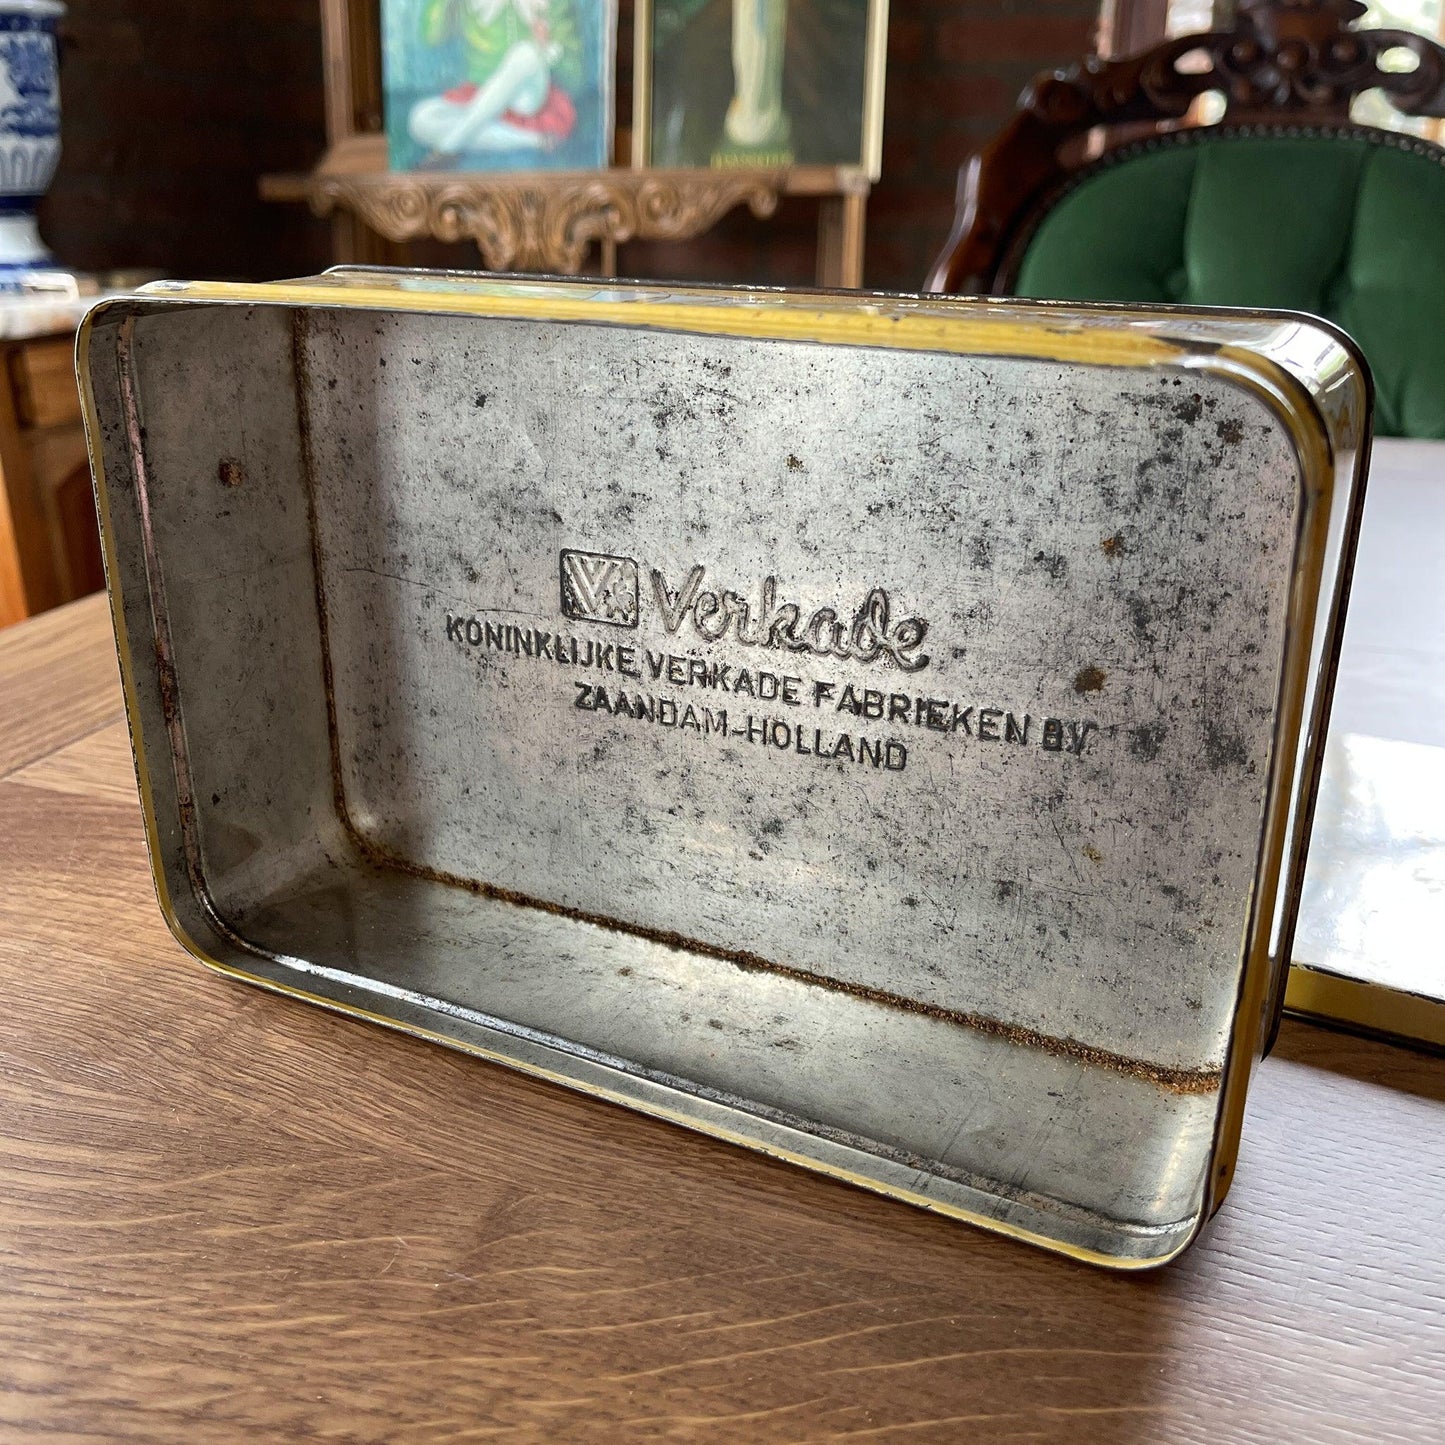 Verkade
KONINKLIJKE VERKADE FABRIEKEN B.V.
ZAANDAM-HOLLAND